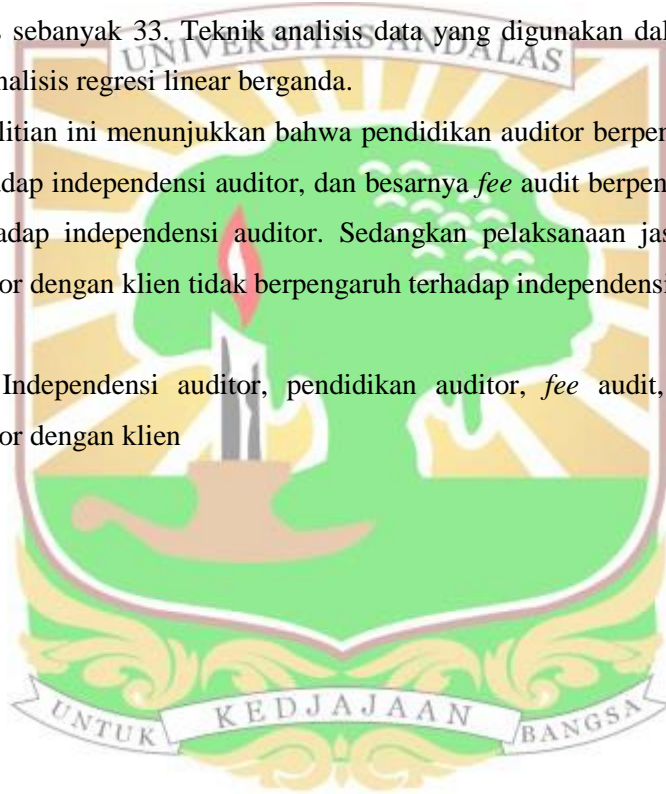 s sebanyak 33. Teknik analisis data yang digunakan dal
UNIVERSITAS ANDALAS
nalisis regresi linear berganda.
litian ini menunjukkan bahwa pendidikan auditor berpen
adap independensi auditor, dan besarnya fee audit berpen
adap independensi auditor. Sedangkan pelaksanaan jas
or dengan klien tidak berpengaruh terhadap independensi
Independensi auditor, pendidikan auditor, fee audit,
or dengan klien
UNTUK KEDJAJAAN BANGSA